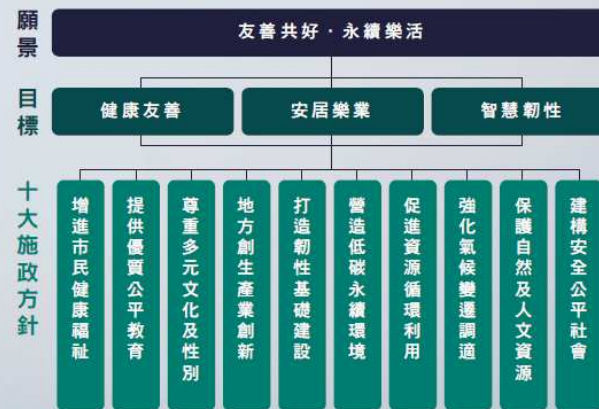 願景
友善共好・永續樂活
目標
健康友善
安居樂業
智慧韌性
十大施政方針
增進市民健康福祉
提供優質公平教育
尊重多元文化及性別
地方創生產業創新
打造韌性基礎建設
營造低碳永續環境
促進資源循環利用
強化氣候變遷調適
保護自然及人文資源
建構安全公平社會